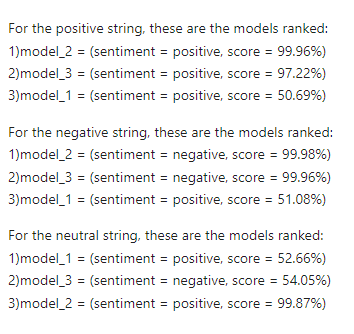 For the positive string, these are the models ranked:
1)model_2 = (sentiment = positive, score = 99.96%)
2)model_3 = (sentiment = positive, score = 97.22%)
3)model_1 = (sentiment = positive, score = 50.69%)
For the negative string, these are the models ranked:
1)model_2 = (sentiment = negative, score = 99.98%)
2)model_3 = (sentiment = negative, score = 99.96%)
3)model_1 = (sentiment = positive, score = 51.08%)
For the neutral string, these are the models ranked:
1)model_1 = (sentiment = positive, score = 52.66%)
2)model_3 = (sentiment = negative, score = 54.05%)
3)model_2 = (sentiment = positive, score = 99.87%)